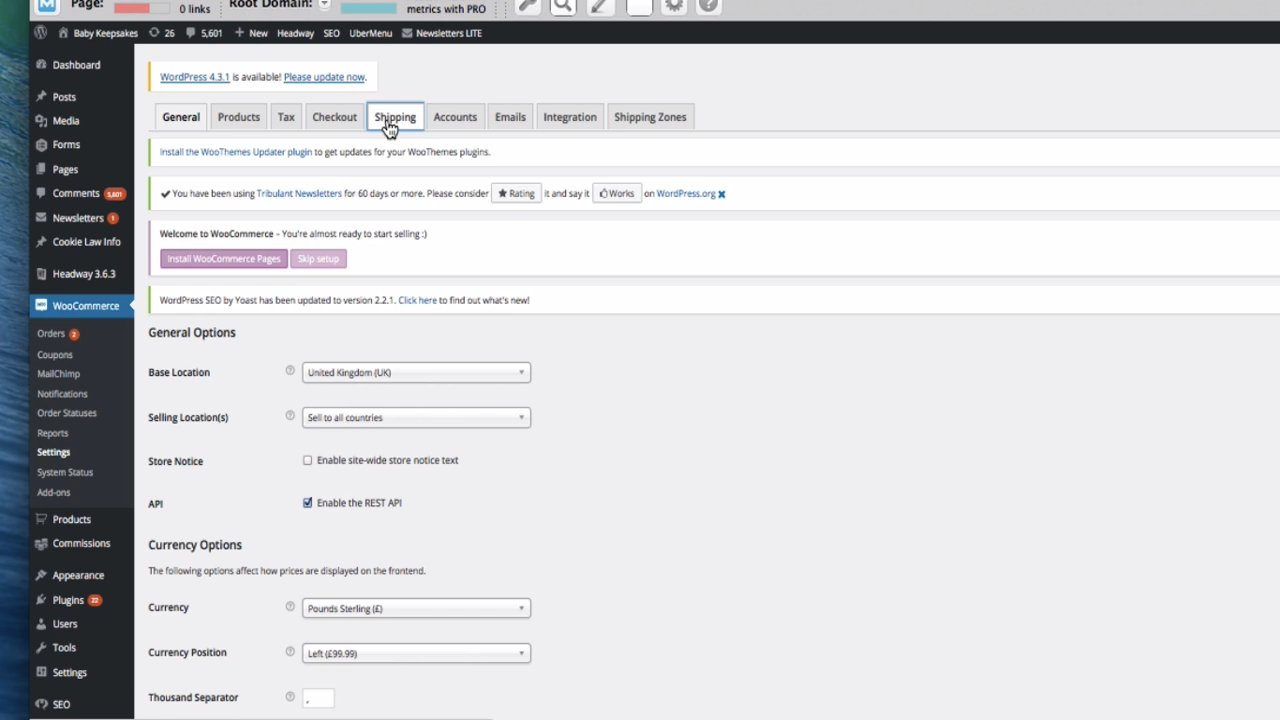 Page: 0 links Root Domain: metrics with PRO
Baby Keepsakes 26 5,601 + New Headway SEO UberMenu Newsletters LITE
Dashboard
Posts
Media
Forms
Pages
Comments 5,601
Newsletters 1
Cookie Law Info
Headway 3.6.3
WooCommerce
Orders 2
Coupons
MailChimp
Notifications
Order Statuses
Reports
Settings
System Status
Add-ons
Products
Commissions
Appearance
Plugins 22
Users
Tools
Settings
SEO
WordPress 4.3.1 is available! Please update now.
General Products Tax Checkout Shipping Accounts Emails Integration Shipping Zones
Install the WooThemes Updater plugin to get updates for your WooThemes plugins.
You have been using Tribulant Newsletters for 60 days or more. Please consider Rating it and say it Works on WordPress.org
Welcome to WooCommerce – You're almost ready to start selling :)
Install WooCommerce Pages Skip setup
WordPress SEO by Yoast has been updated to version 2.2.1. Click here to find out what's new!
General Options
Base Location United Kingdom (UK)
Selling Location(s) Sell to all countries
Store Notice Enable site-wide store notice text
API Enable the REST API
Currency Options
The following options affect how prices are displayed on the frontend.
Currency Pounds Sterling (£)
Currency Position Left (£99.99)
Thousand Separator ,